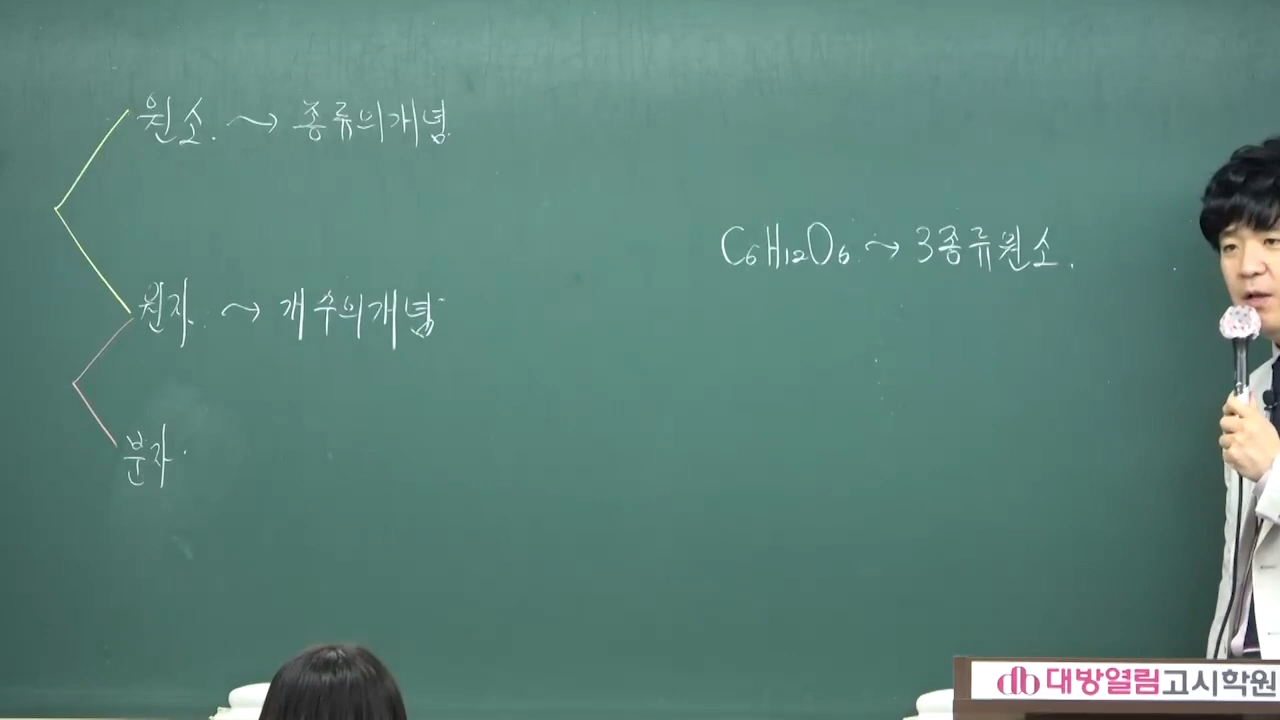 원소. ~> 종류의개념.
C6H12O6 ~> 3종류원소.
원자. ~> 개수의개념.
분자.
db 대방열림고시학원